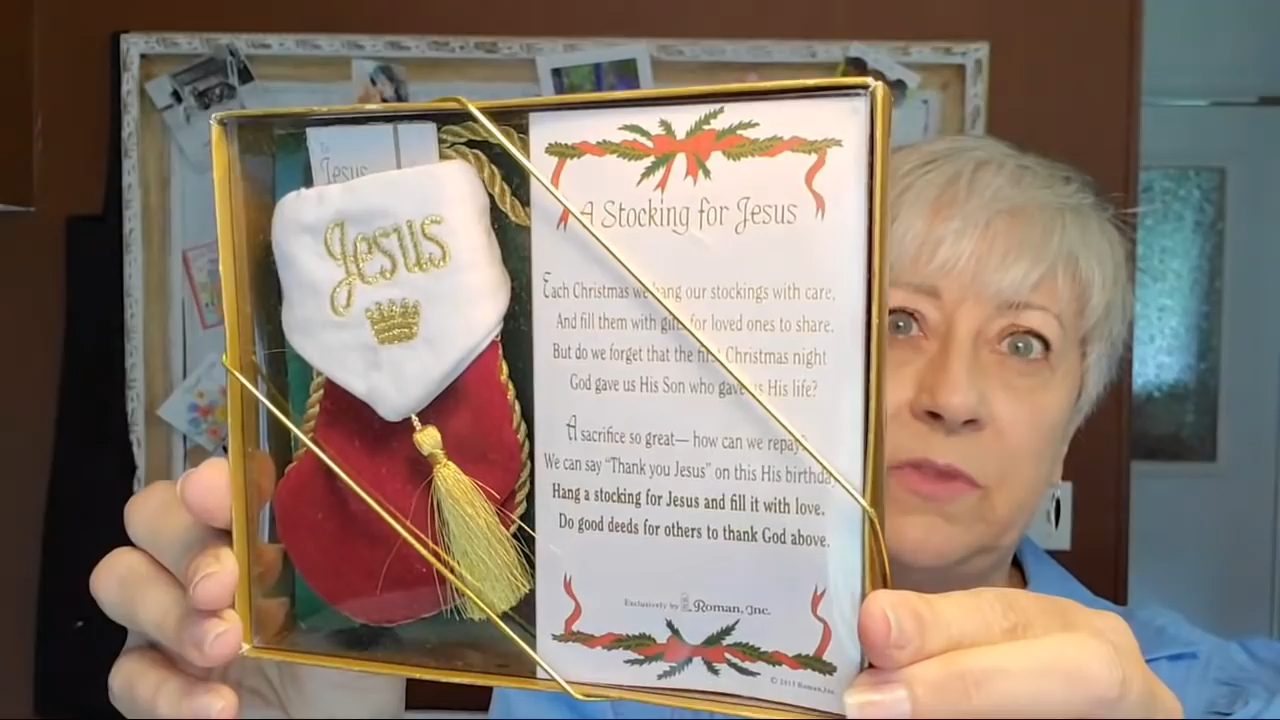 To
Jesus
Jesus
A Stocking for Jesus
Each Christmas we hang our stockings with care,
And fill them with gifts for loved ones to share.
But do we forget that the first Christmas night
God gave us His Son who gave us His life?
A sacrifice so great— how can we repay?
We can say “Thank you Jesus” on this His birthday
Hang a stocking for Jesus and fill it with love.
Do good deeds for others to thank God above.
Exclusively by Roman, Inc.
© 2013 Roman, Inc.